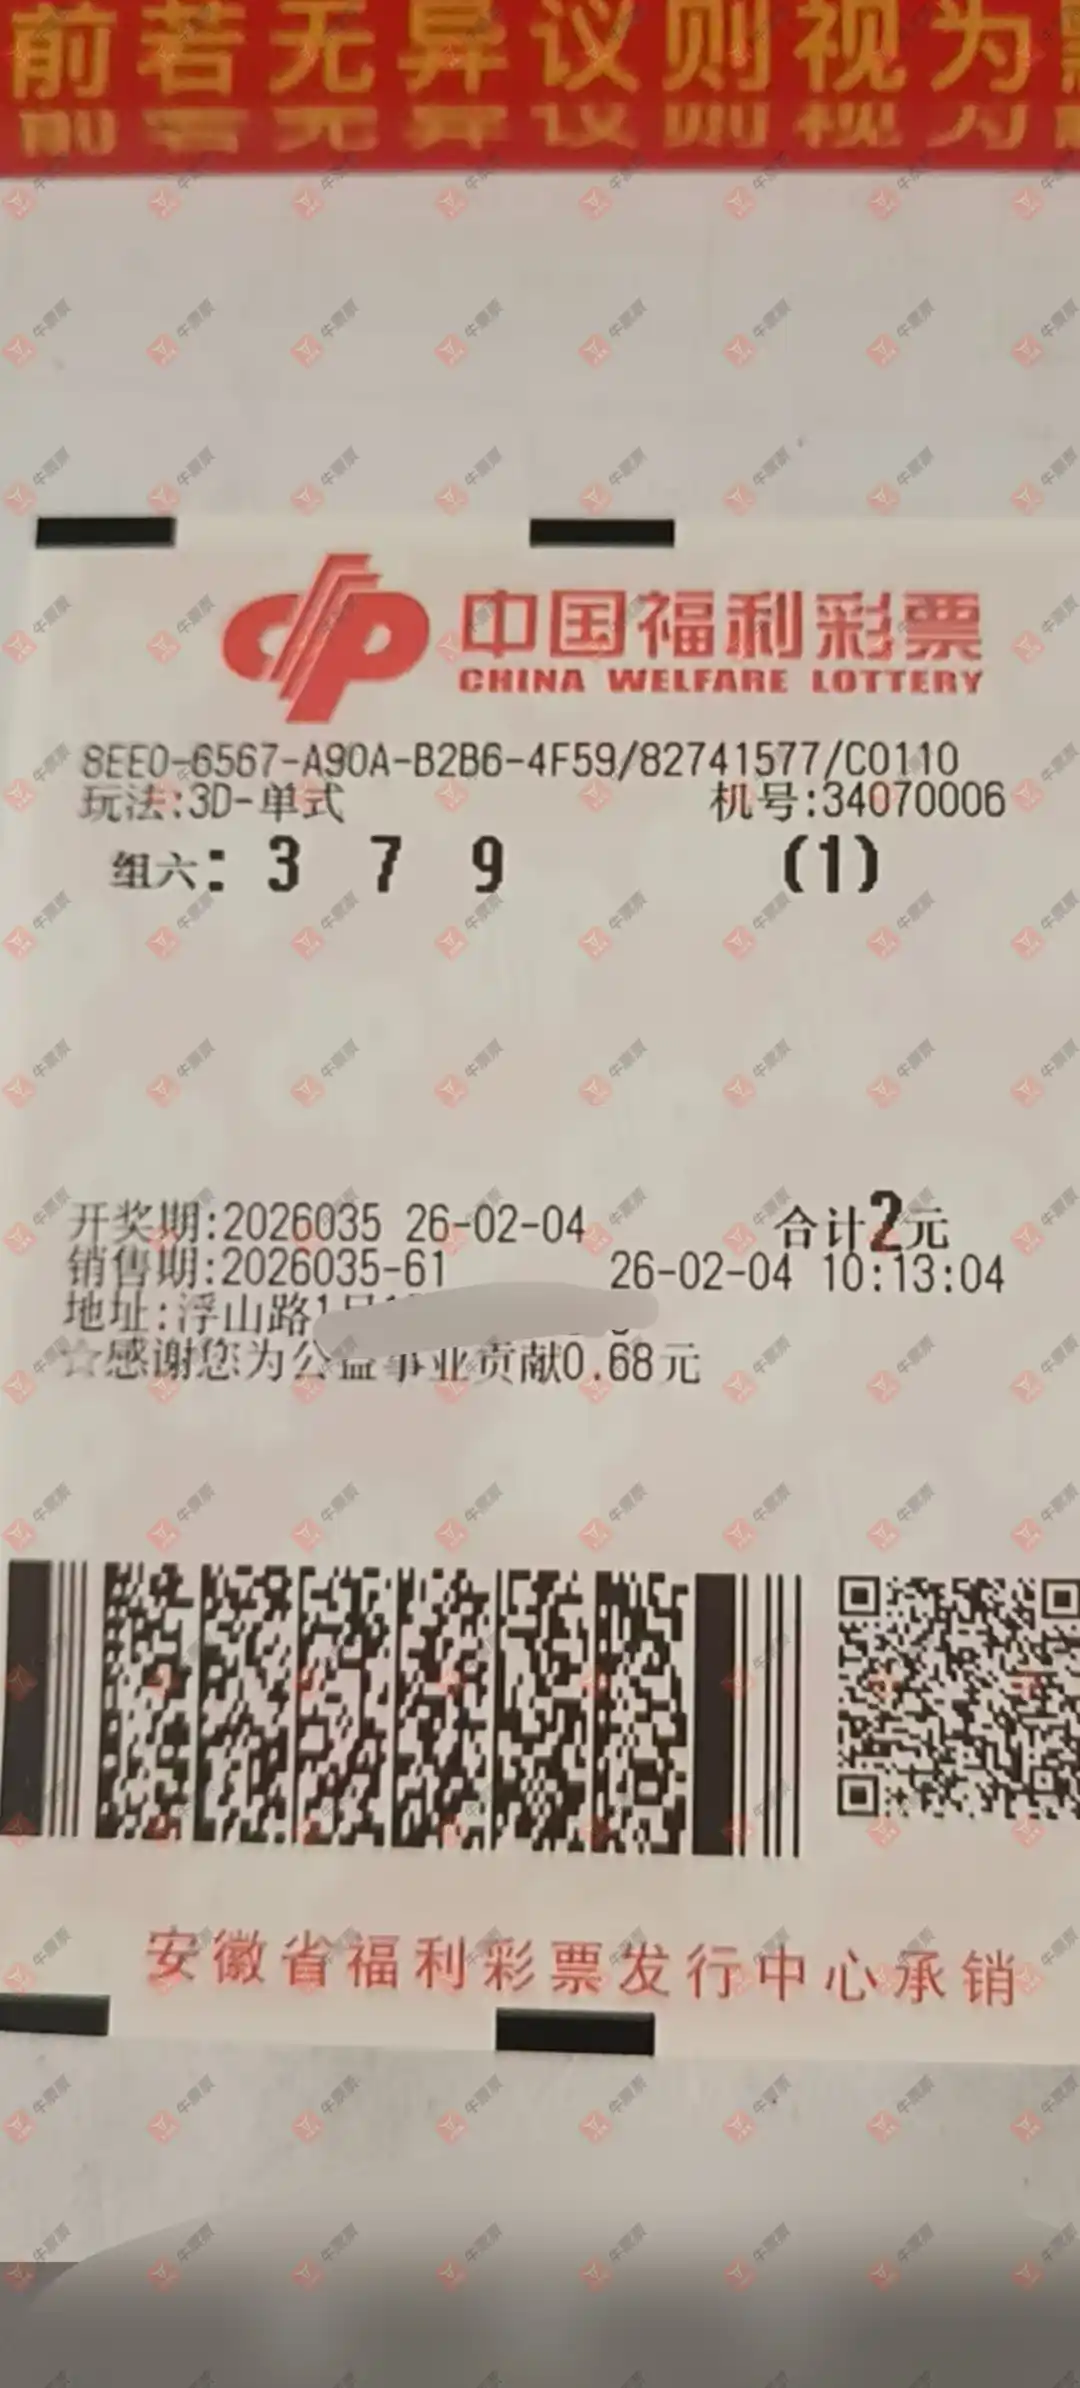 前若无异议则视为
中国福利彩票
CHINA WELFARE LOTTERY
8EE0-6567-A90A-B2B6-4F59/82741577/C0110
玩法:3D-单式 机号:34070006
组六: 3 7 9 (1)
开奖期:2026035 26-02-04 合计2元
销售期:2026035-61 26-02-04 10:13:04
地址:浮山路1号
☆感谢您为公益事业贡献0.68元
安徽省福利彩票发行中心承销